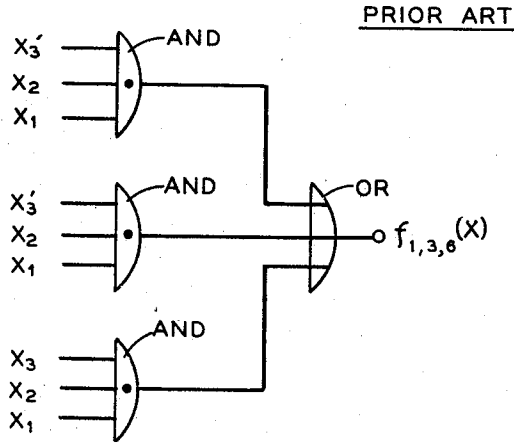 PRIOR ART
X₃′
X₂
X₁
AND
X₃′
X₂
X₁
AND
X₃
X₂
X₁
AND
OR
f₁,₃,₆(X)